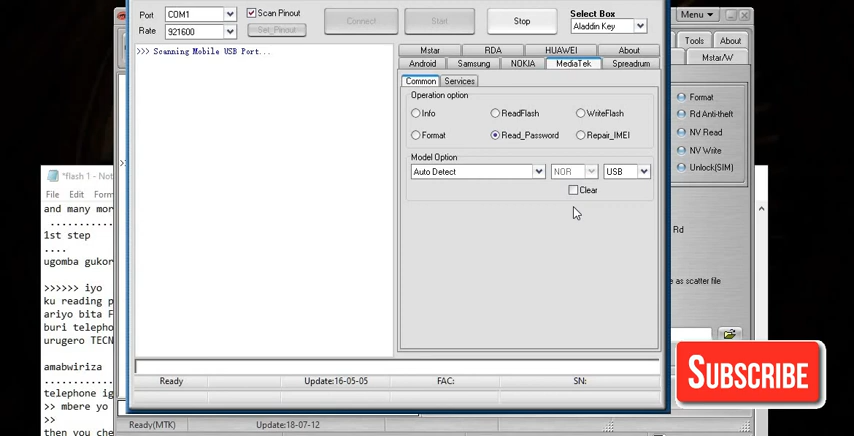 Port COM1 Scan Pinout Connect Start Stop Select Box
Rate 921600 Set_Pinout Aladdin Key
>>> Scanning Mobile USB Port...
Mstar RDA HUAWEI About
Android Samsung NOKIA MediaTek Spreadrum
Common Services
Operation option
Info ReadFlash WriteFlash
Format Read_Password Repair_IMEI
Model Option
Auto Detect NOR USB
Clear
Ready Update:16-05-05 FAC: SN:
Menu
Tools About
Mstar/W
Format
Rd Anti-theft
NV Read
NV Write
Unlock(SIM)
Rd
e as scatter file
*flash 1 - Not
File Edit Form
and many mor
...........
1st step
....
ugomba gukor
>>>>>> iyo
ku reading p
ariyo bita F
buri telepho
urugero TECN
amabwiriza
telephone ig
>> mbere yo
>>
then you che
Ready(MTK) Update:18-07-12
SUBSCRIBE